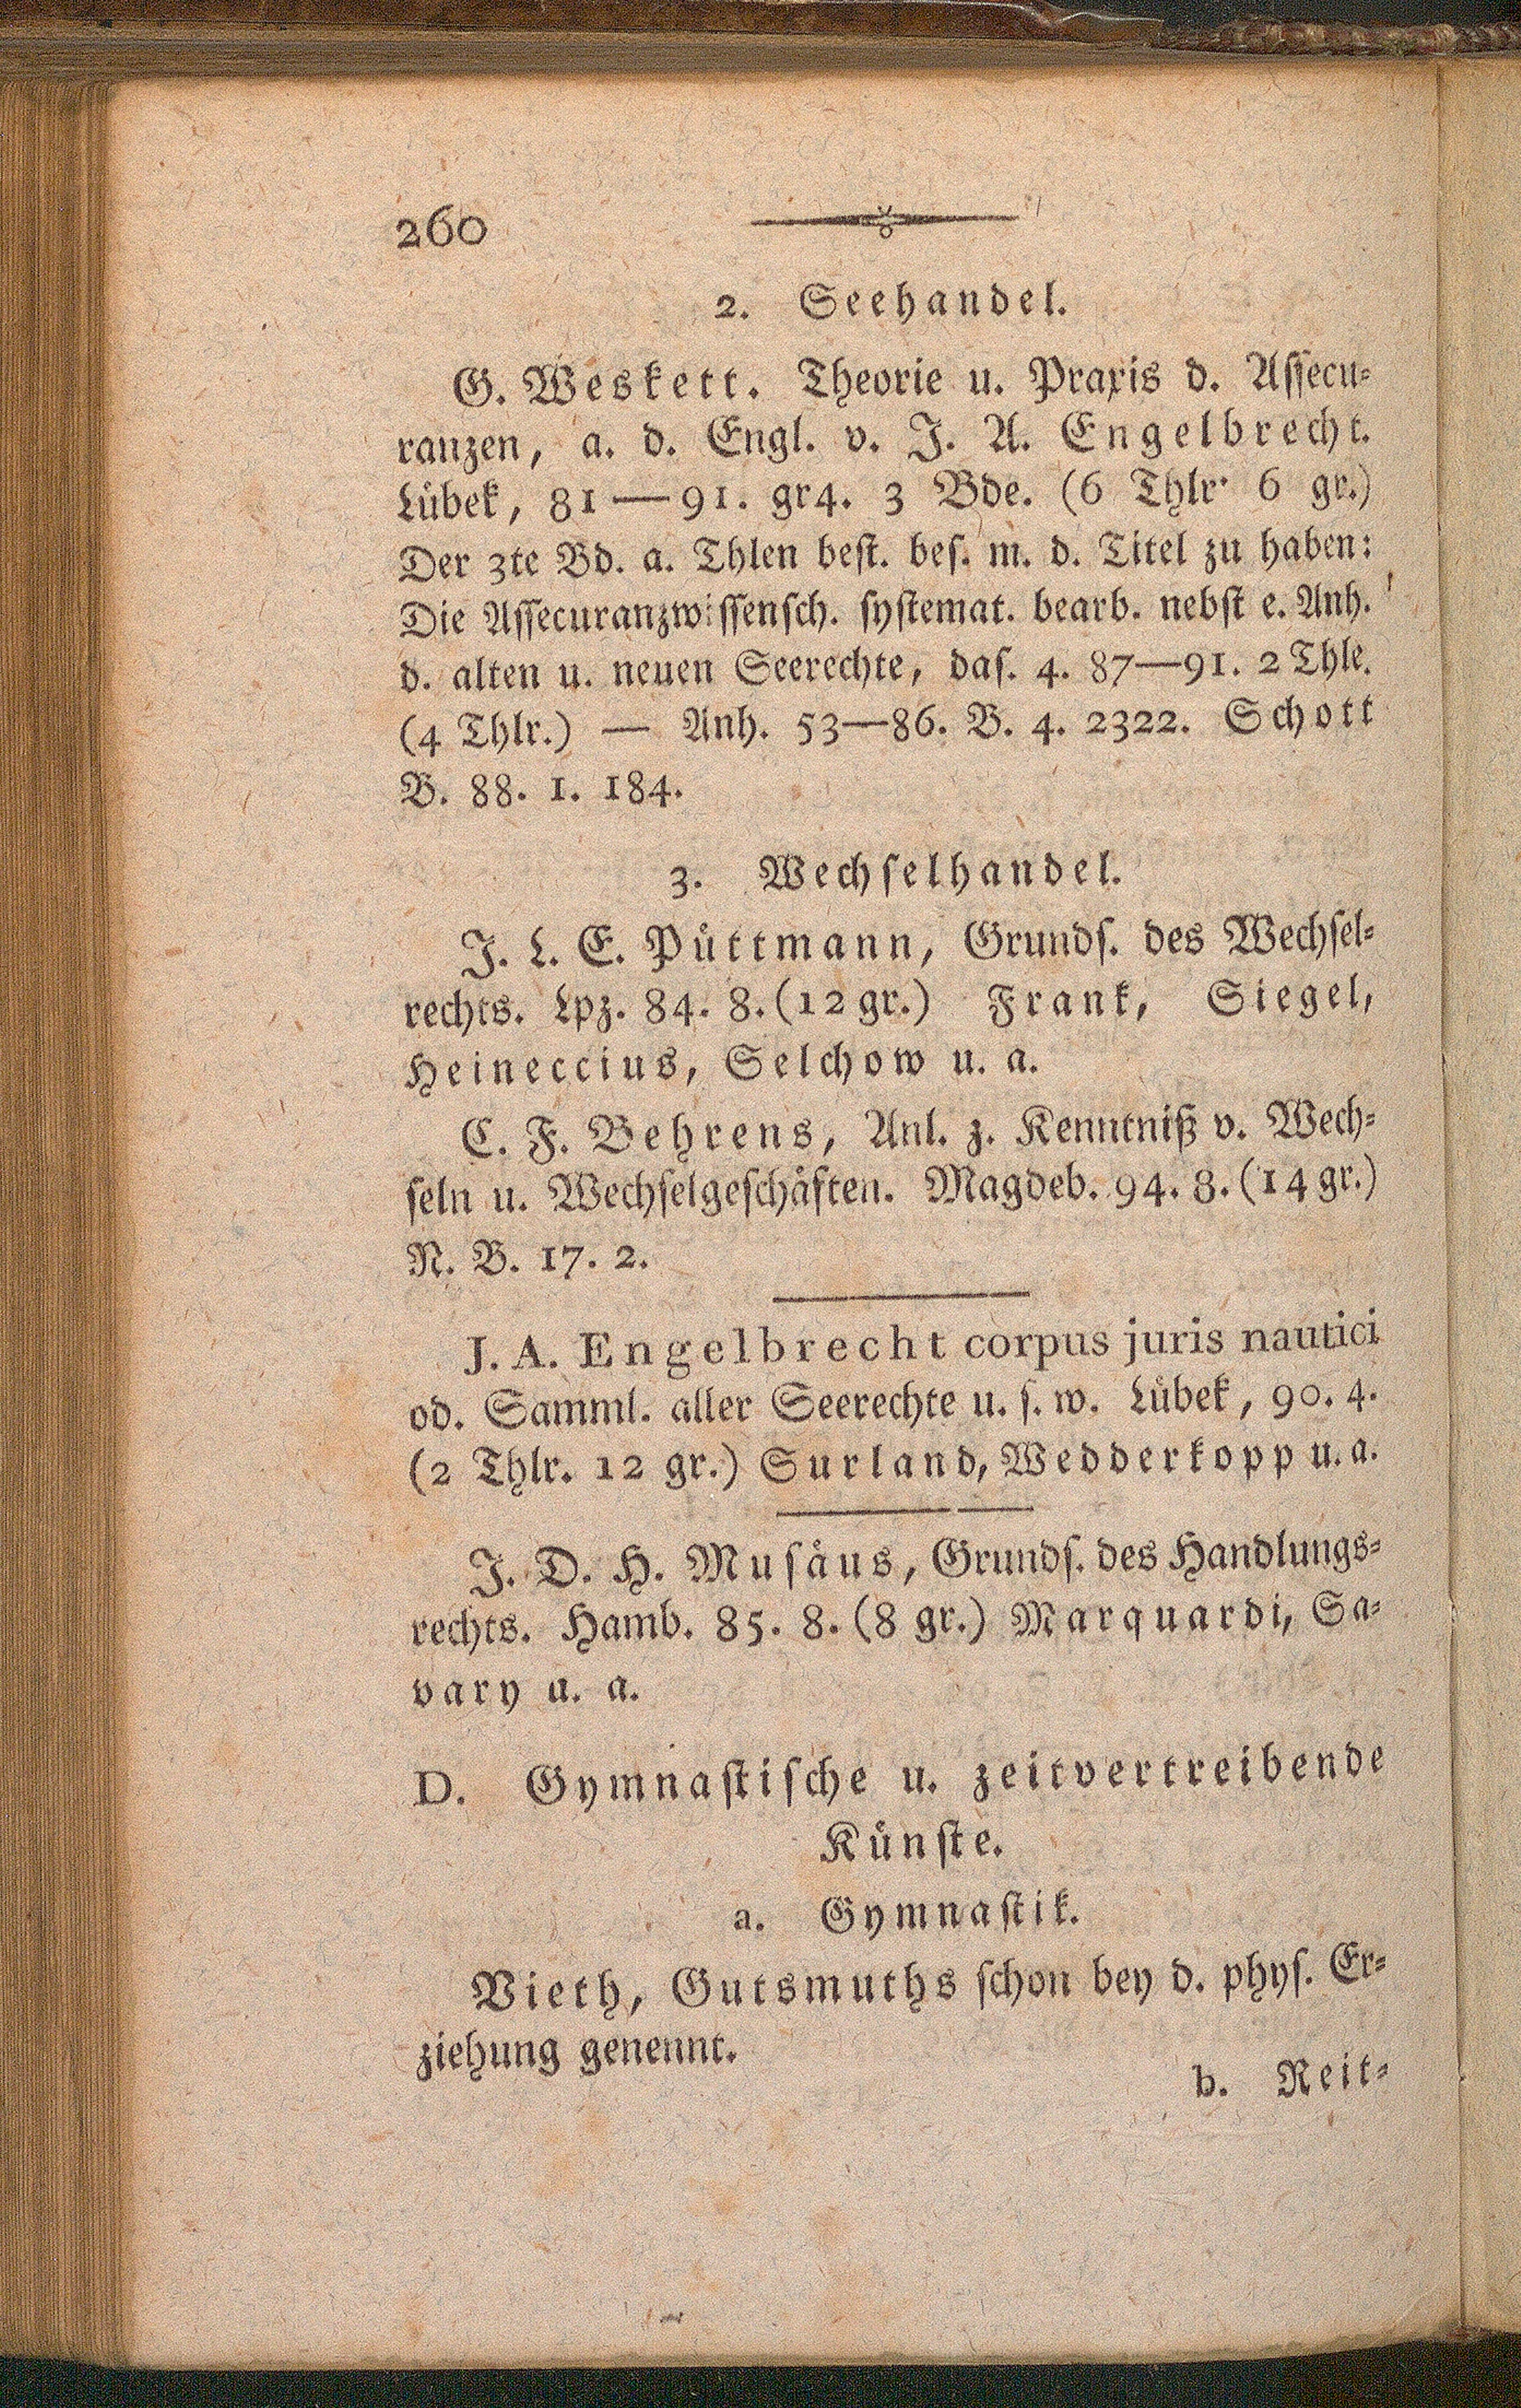 260
2. Seehandel.
G. Weskett. Theorie u. Praxis d. Assecu-
ranzen, a. d. Engl. v. J. A. Engelbrecht.
Lübek, 81—91. gr4. 3 Bde. (6 Thlr. 6 gr.)
Der 3te Bd. a. Thlen best. bes. m. d. Titel zu haben:
Die Assecuranzwissensch. systemat. bearb. nebst e. Anh.
d. alten u. neuen Seerechte, das. 4. 87—91. 2 Thle.
(4 Thlr.) — Anh. 53—86. B. 4. 2322. Schott
B. 88. 1. 184.
3. Wechselhandel.
J. L. E. Püttmann, Grunds. des Wechsel-
rechts. Lpz. 84. 8. (12 gr.) Frank, Siegel,
Heineccius, Selchow u. a.
C. F. Behrens, Anl. z. Kenntniß v. Wech-
seln u. Wechselgeschäften. Magdeb. 94. 8. (14 gr.)
N. B. 17. 2.
J. A. Engelbrecht corpus juris nautici
od. Samml. aller Seerechte u. s. w. Lübek, 90. 4.
(2 Thlr. 12 gr.) Surland, Wedderkopp u. a.
J. D. H. Musäus, Grunds. des Handlungs-
rechts. Hamb. 85. 8. (8 gr.) Marquardi, Sa-
vary u. a.
D. Gymnastische u. zeitvertreibende
Künste.
a. Gymnastik.
Vieth, Gutsmuths schon bey d. phys. Er-
ziehung genennt.
b. Reit-